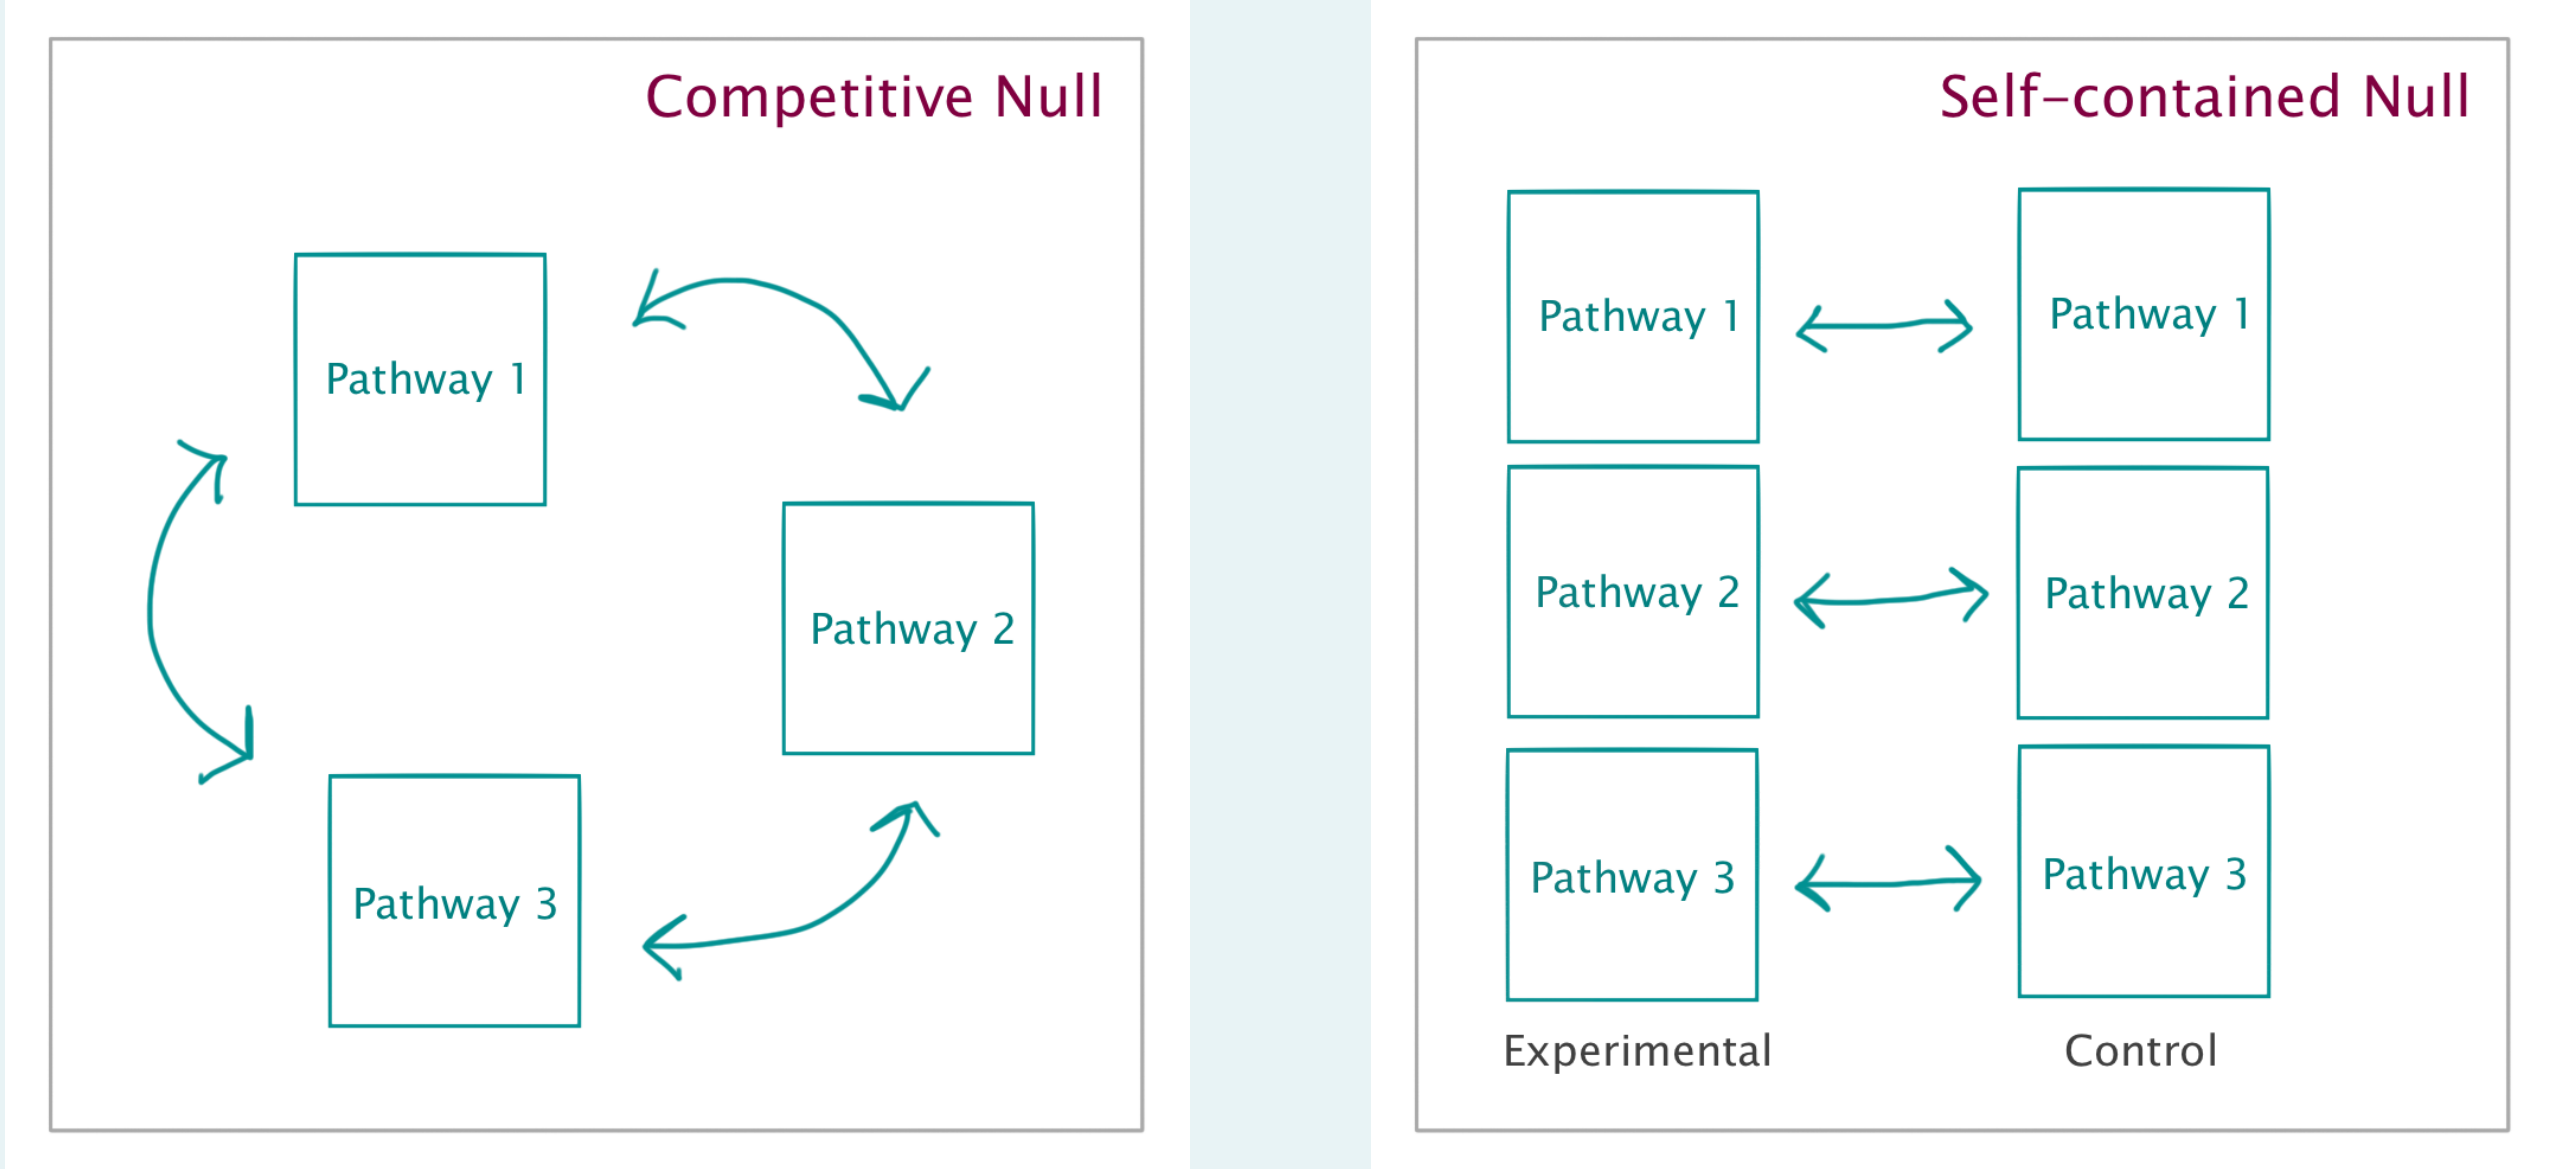 Competitive Null
Pathway 1
Pathway 2
Pathway 3
Self-contained Null
Pathway 1
Pathway 1
Pathway 2
Pathway 2
Pathway 3
Pathway 3
Experimental
Control